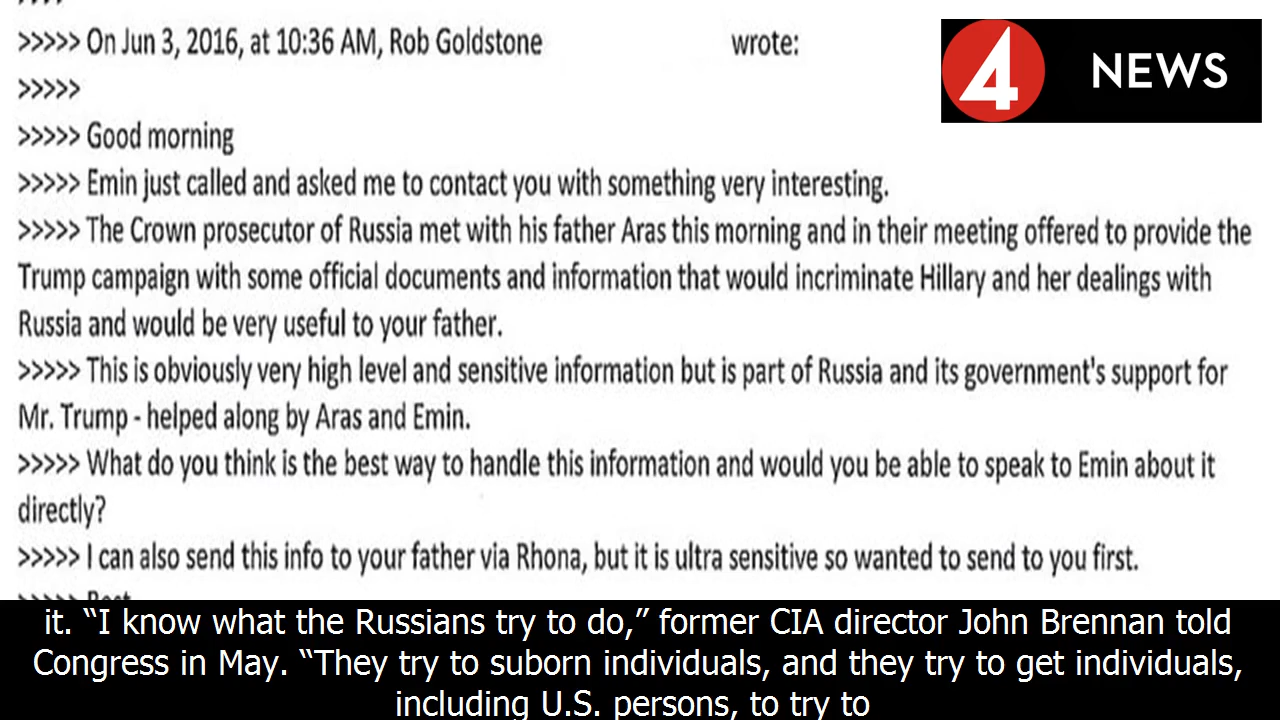 >>>>> On Jun 3, 2016, at 10:36 AM, Rob Goldstone wrote:
>>>>>
>>>>> Good morning
>>>>> Emin just called and asked me to contact you with something very interesting.
>>>>> The Crown prosecutor of Russia met with his father Aras this morning and in their meeting offered to provide the
Trump campaign with some official documents and information that would incriminate Hillary and her dealings with
Russia and would be very useful to your father.
>>>>> This is obviously very high level and sensitive information but is part of Russia and its government's support for
Mr. Trump - helped along by Aras and Emin.
>>>>> What do you think is the best way to handle this information and would you be able to speak to Emin about it
directly?
>>>>> I can also send this info to your father via Rhona, but it is ultra sensitive so wanted to send to you first.
4 NEWS
it. “I know what the Russians try to do,” former CIA director John Brennan told
Congress in May. “They try to suborn individuals, and they try to get individuals,
including U.S. persons, to try to